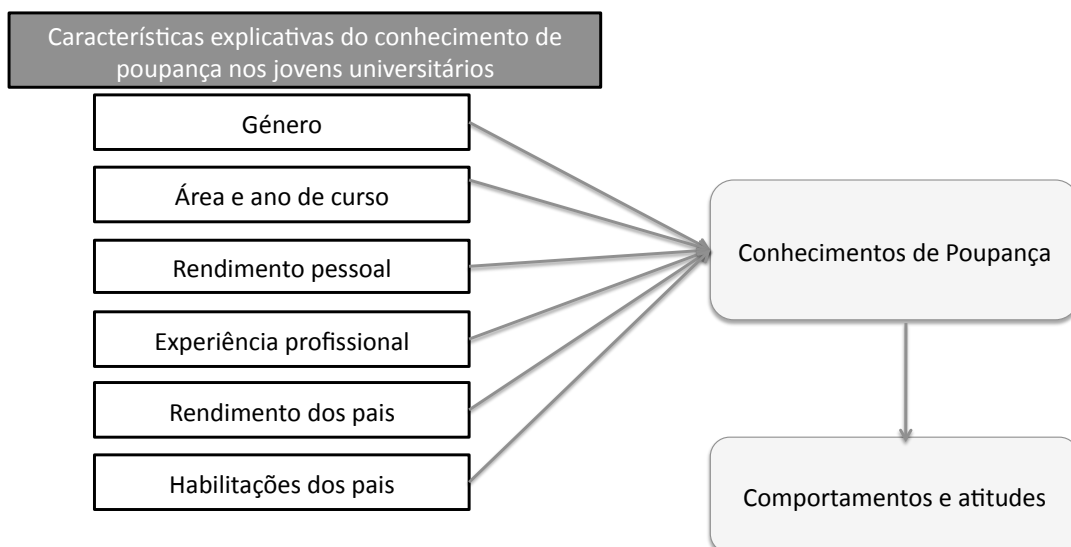 Características explicativas do conhecimento de
poupança nos jovens universitários
Género
Área e ano de curso
Rendimento pessoal
Experiência profissional
Rendimento dos pais
Habilitações dos pais
Conhecimentos de Poupança
Comportamentos e atitudes